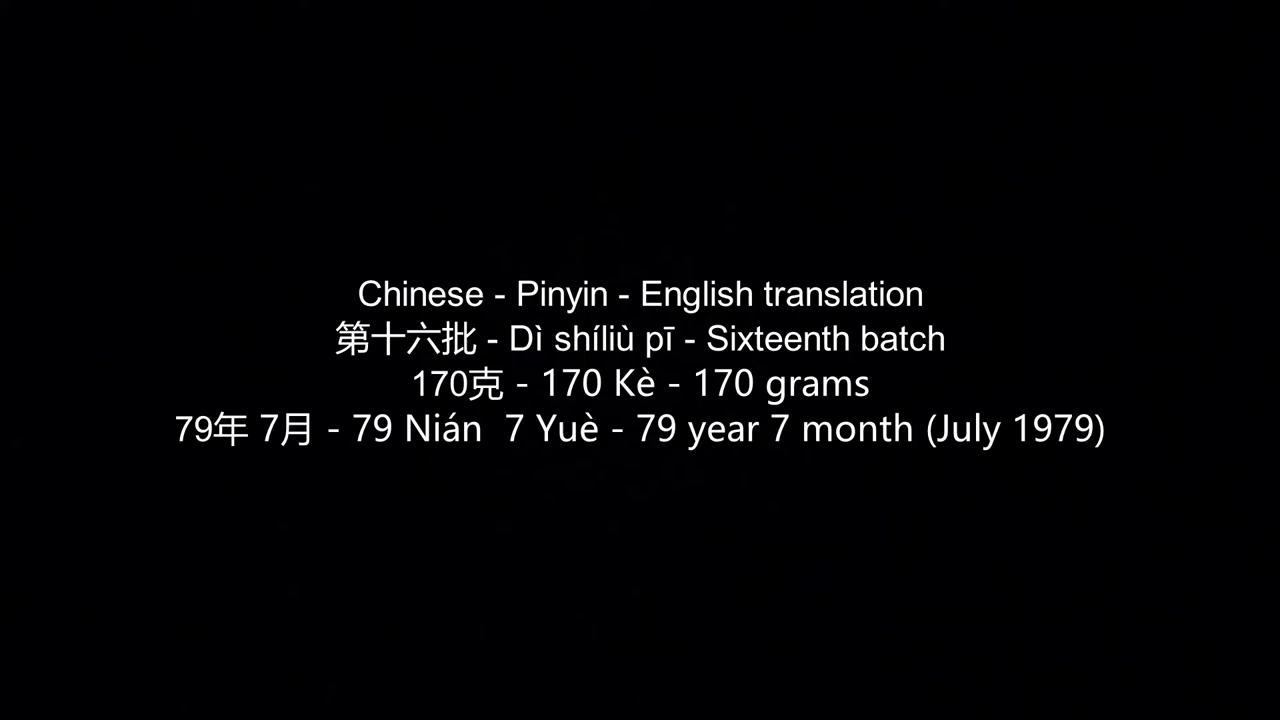 Chinese - Pinyin - English translation
第十六批 - Dì shíliù pī - Sixteenth batch
170克 - 170 Kè - 170 grams
79年 7月 - 79 Nián  7 Yuè - 79 year 7 month (July 1979)